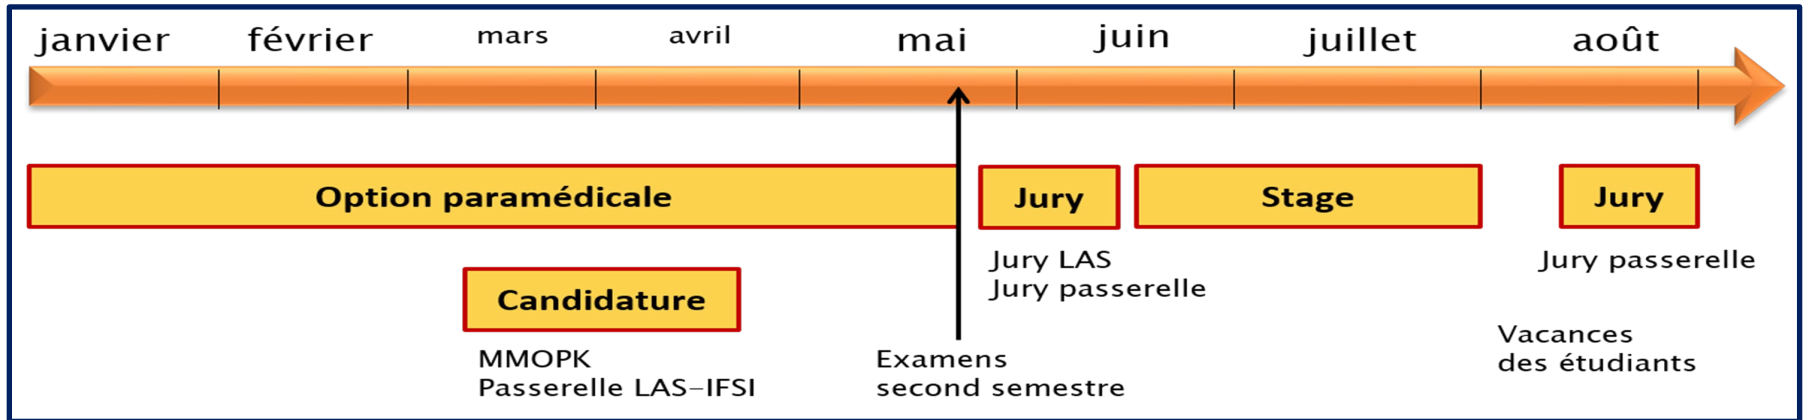 janvier février mars avril mai juin juillet août
Option paramédicale Jury Stage Jury
Jury LAS
Jury passerelle
Jury passerelle
Candidature
MMOPK
Passerelle LAS-IFSI
Examens
second semestre
Vacances
des étudiants